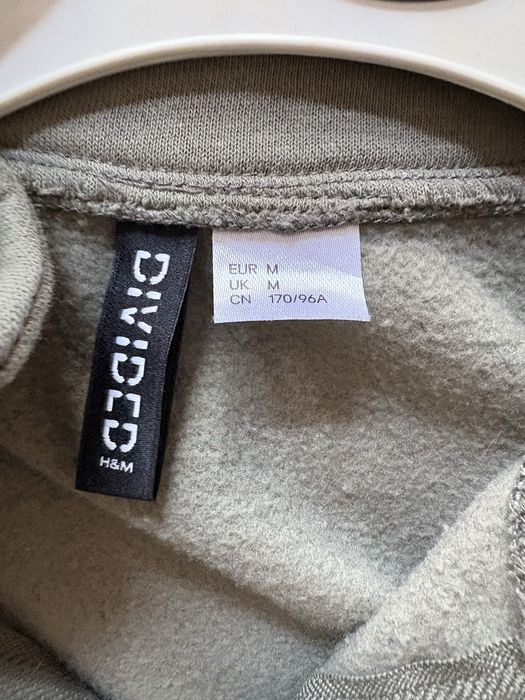 DIVIDED
H&M
EUR M
UK M
CN 170/96A